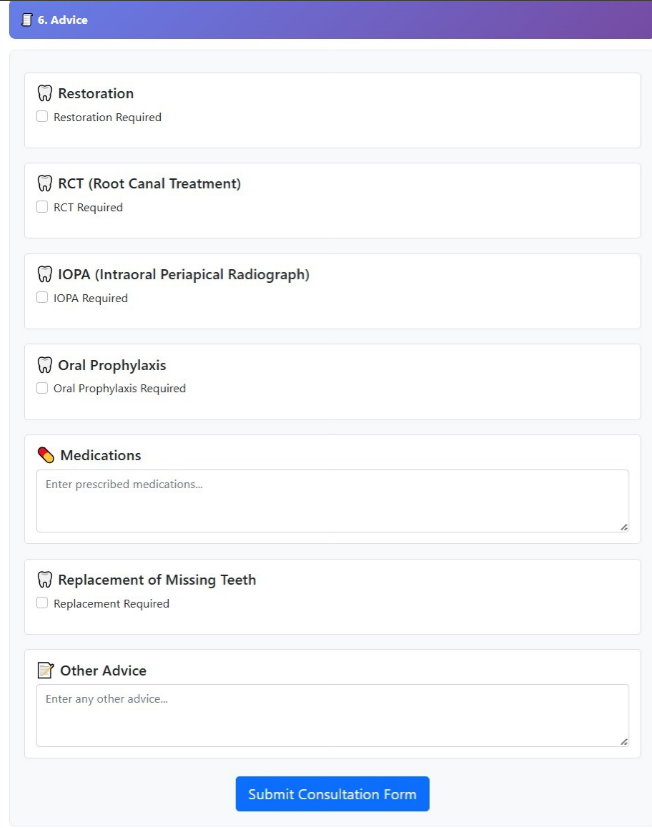 6. Advice
Restoration
Restoration Required
RCT (Root Canal Treatment)
RCT Required
IOPA (Intraoral Periapical Radiograph)
IOPA Required
Oral Prophylaxis
Oral Prophylaxis Required
Medications
Enter prescribed medications...
Replacement of Missing Teeth
Replacement Required
Other Advice
Enter any other advice...
Submit Consultation Form